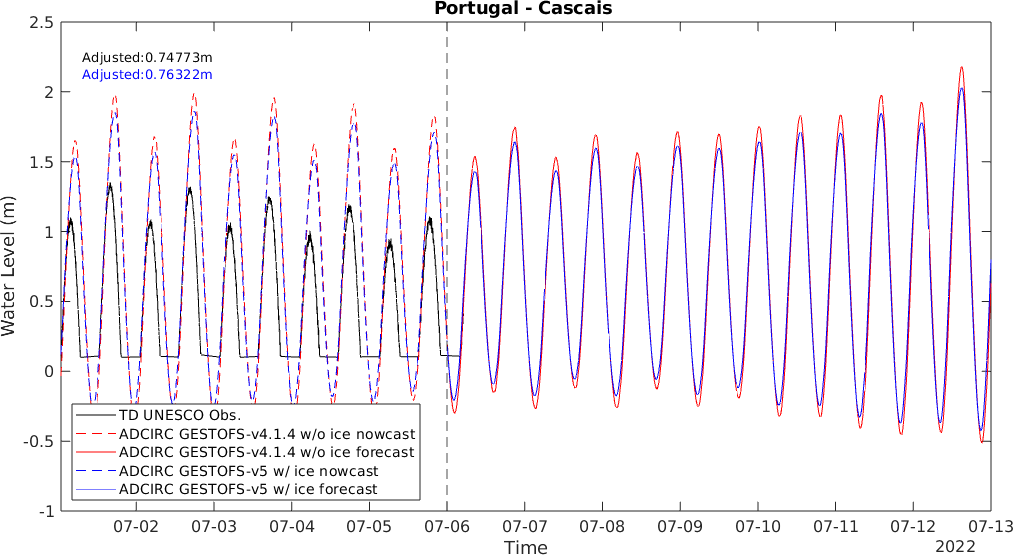 Portugal - Cascais
2.5
Adjusted:0.74773m
Adjusted:0.76322m
2
1.5
1
0.5
0
-0.5
-1
Water Level (m)
TD UNESCO Obs.
ADCIRC GESTOFS-v4.1.4 w/o ice nowcast
ADCIRC GESTOFS-v4.1.4 w/o ice forecast
ADCIRC GESTOFS-v5 w/ ice nowcast
ADCIRC GESTOFS-v5 w/ ice forecast
07-02 07-03 07-04 07-05 07-06 07-07 07-08 07-09 07-10 07-11 07-12 07-13
Time
2022